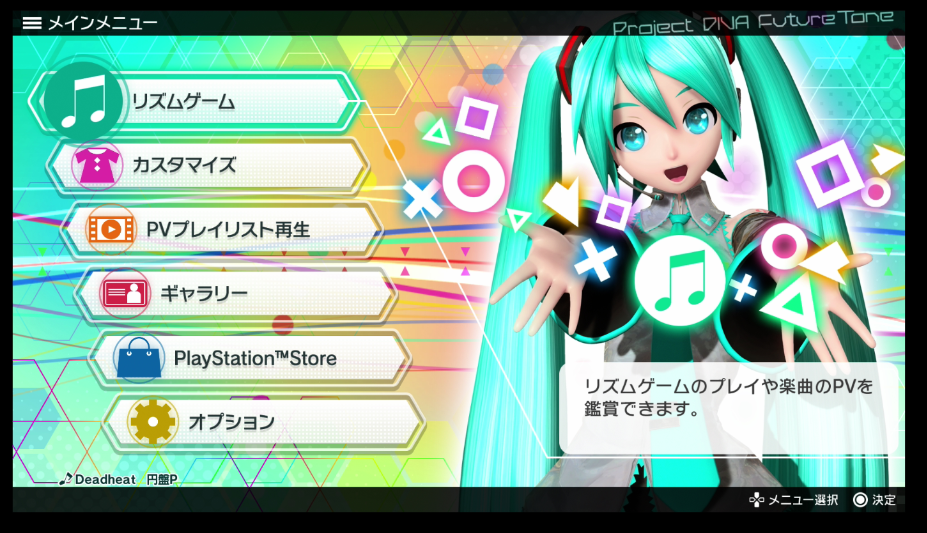 メインメニュー
Project DIVA Future Tone
リズムゲーム
カスタマイズ
PVプレイリスト再生
ギャラリー
PlayStation™Store
オプション
リズムゲームのプレイや楽曲のPVを
鑑賞できます。
Deadheat 円盤P
メニュー選択 決定